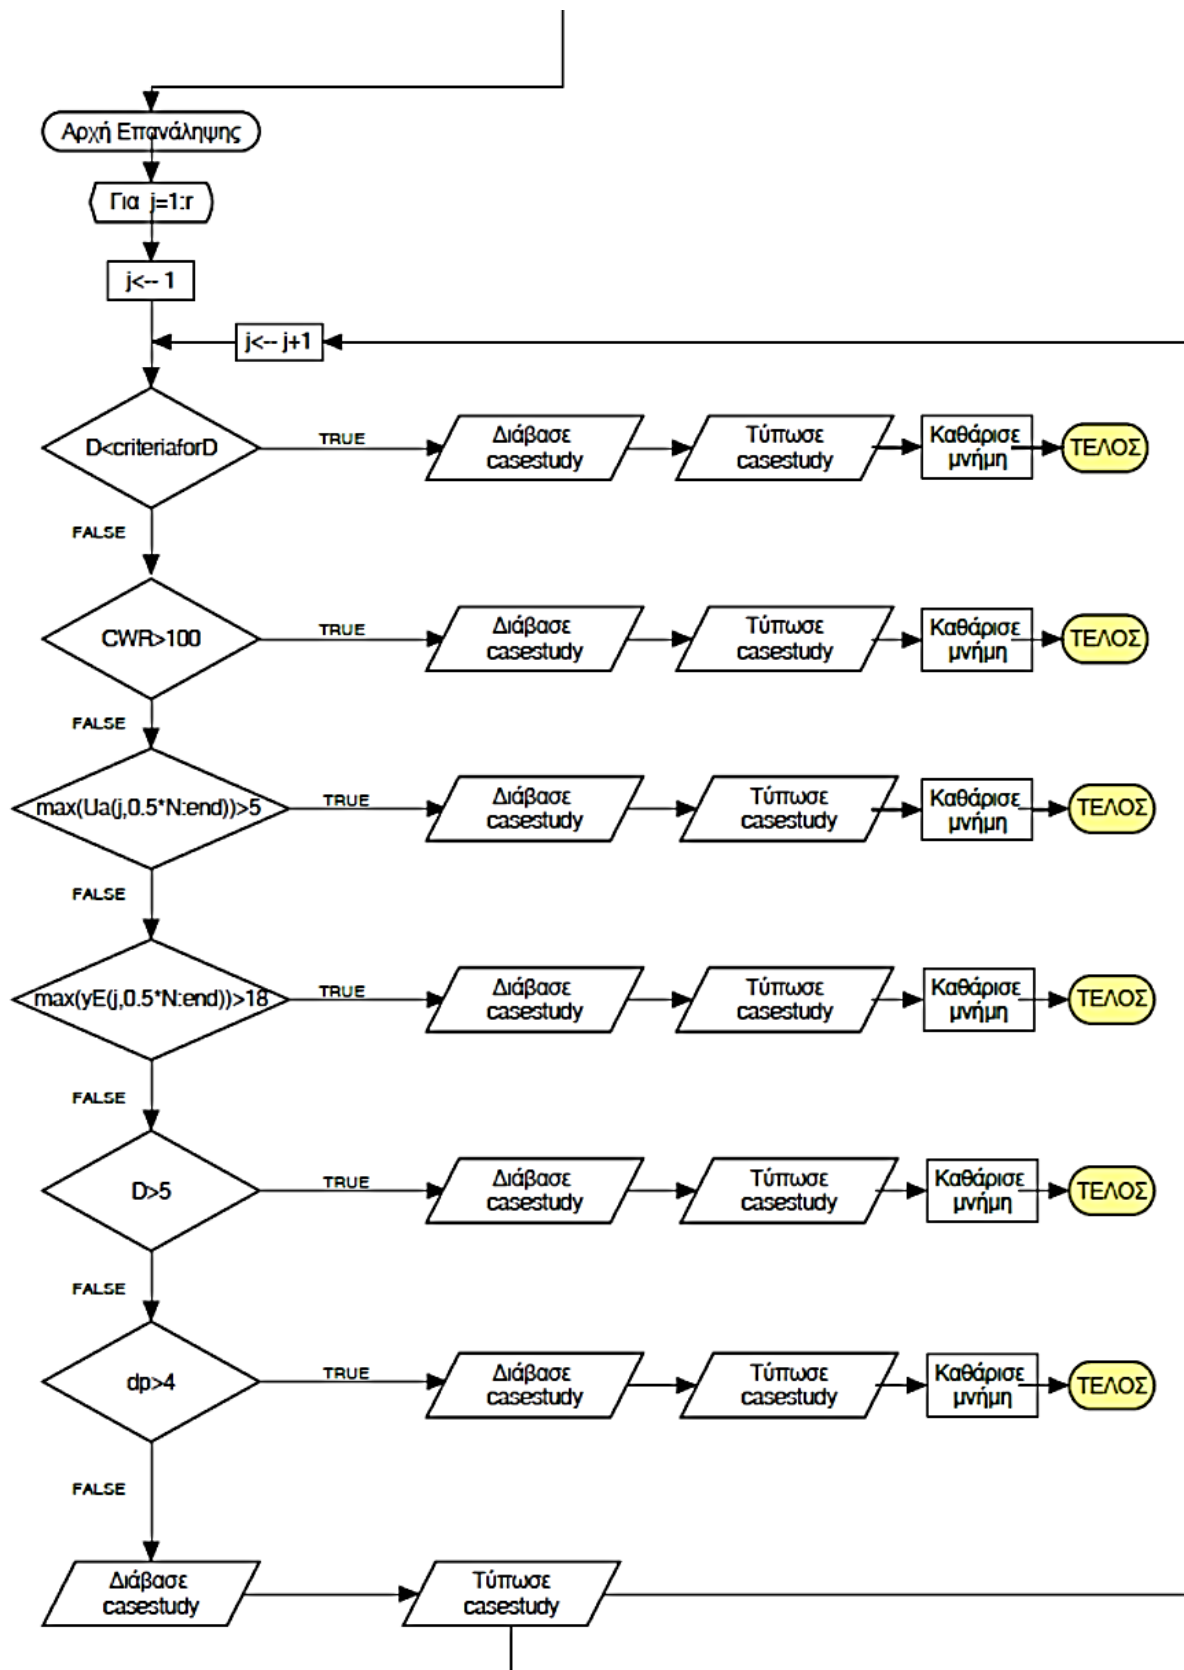 Αρχή Επανάληψης
Για j=1:r
j<-- 1
j<-- j+1
D<criteriaforD
TRUE
Διάβασε
casestudy
Τύπωσε
casestudy
Καθάρισε
μνήμη
ΤΕΛΟΣ
FALSE
CWR>100
TRUE
Διάβασε
casestudy
Τύπωσε
casestudy
Καθάρισε
μνήμη
ΤΕΛΟΣ
FALSE
max(Ua(j,0.5*N:end))>5
TRUE
Διάβασε
casestudy
Τύπωσε
casestudy
Καθάρισε
μνήμη
ΤΕΛΟΣ
FALSE
max(yE(j,0.5*N:end))>18
TRUE
Διάβασε
casestudy
Τύπωσε
casestudy
Καθάρισε
μνήμη
ΤΕΛΟΣ
FALSE
D>5
TRUE
Διάβασε
casestudy
Τύπωσε
casestudy
Καθάρισε
μνήμη
ΤΕΛΟΣ
FALSE
dp>4
TRUE
Διάβασε
casestudy
Τύπωσε
casestudy
Καθάρισε
μνήμη
ΤΕΛΟΣ
FALSE
Διάβασε
casestudy
Τύπωσε
casestudy